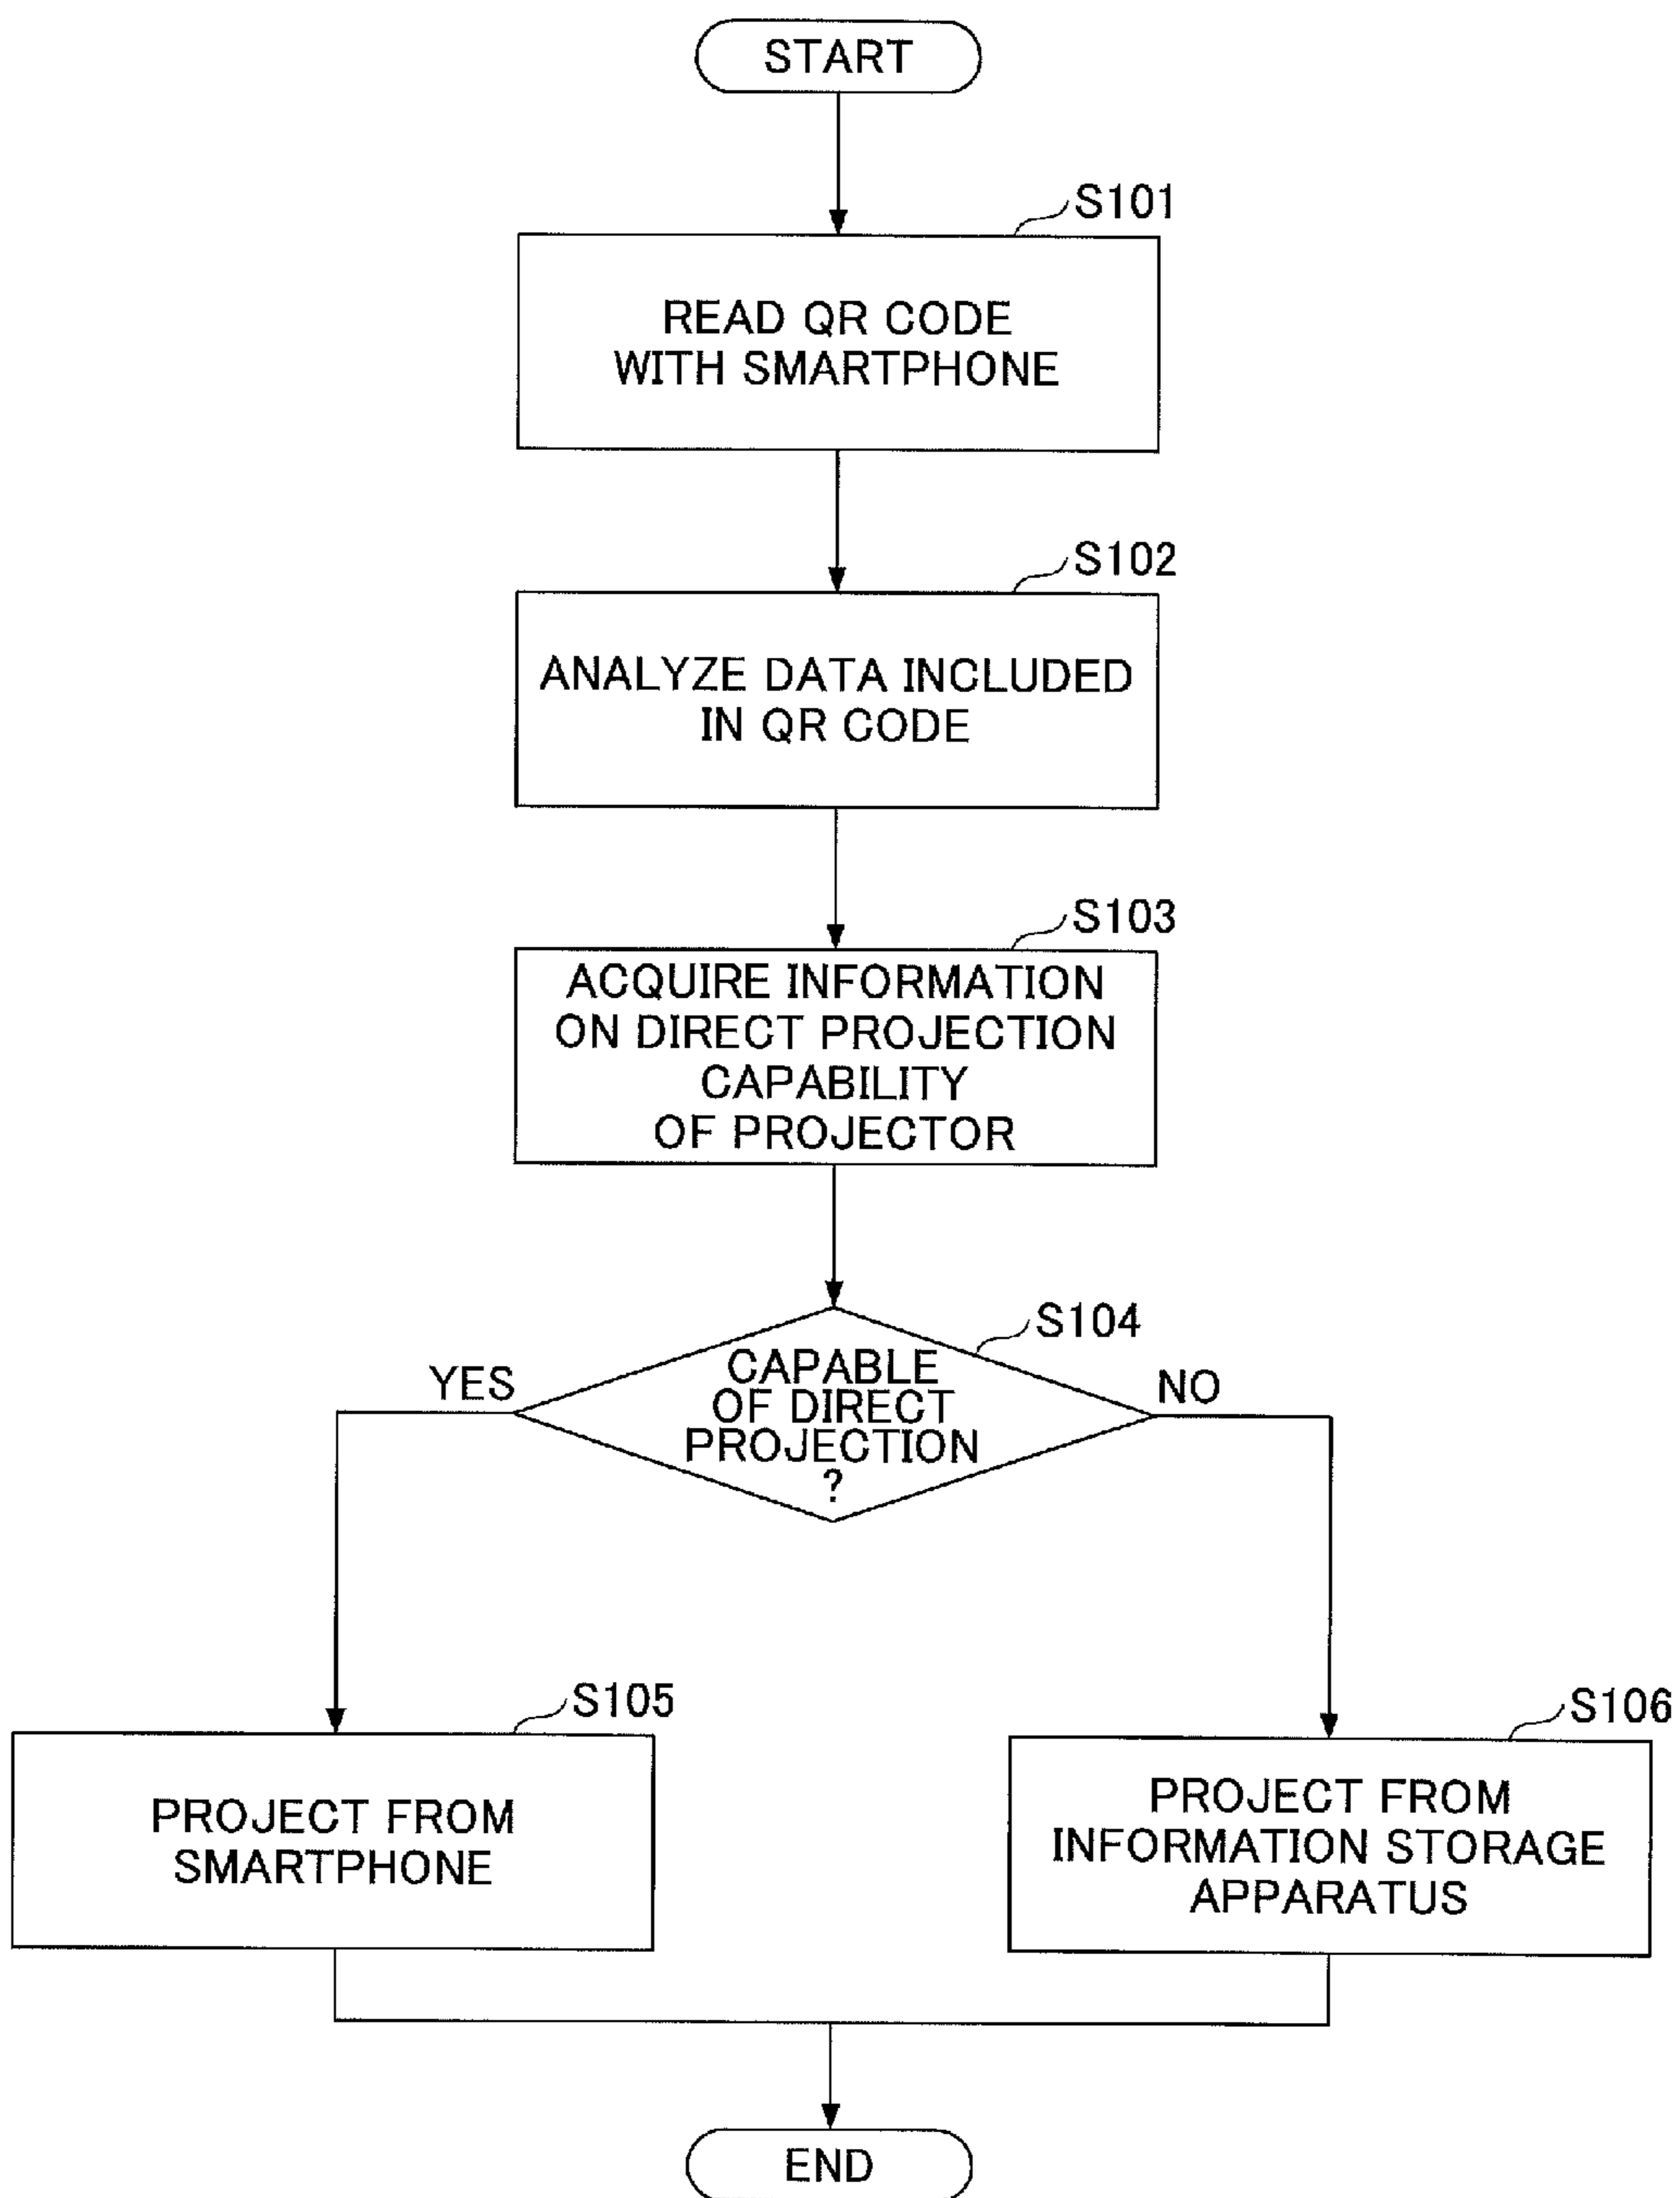 START
S101
READ QR CODE
WITH SMARTPHONE
S102
ANALYZE DATA INCLUDED
IN QR CODE
S103
ACQUIRE INFORMATION
ON DIRECT PROJECTION
CAPABILITY
OF PROJECTOR
S104
YES
CAPABLE
OF DIRECT
PROJECTION
?
NO
S105
PROJECT FROM
SMARTPHONE
S106
PROJECT FROM
INFORMATION STORAGE
APPARATUS
END